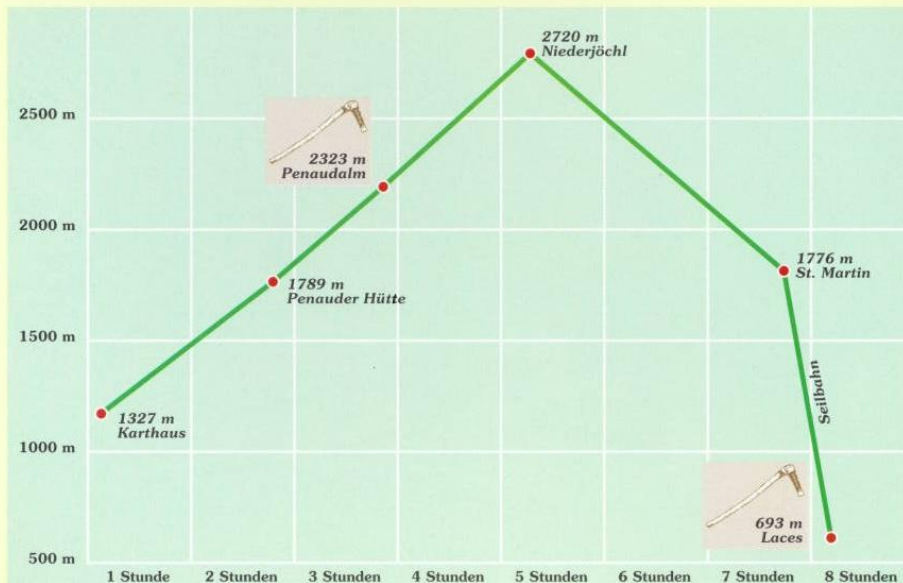 2720 m
Niederjöchl
2500 m
2323 m
Penaudalm
2000 m
1789 m
Penauder Hütte
1776 m
St. Martin
1500 m
Seilbahn
1327 m
Karthaus
1000 m
693 m
Laces
500 m
1 Stunde 2 Stunden 3 Stunden 4 Stunden 5 Stunden 6 Stunden 7 Stunden 8 Stunden